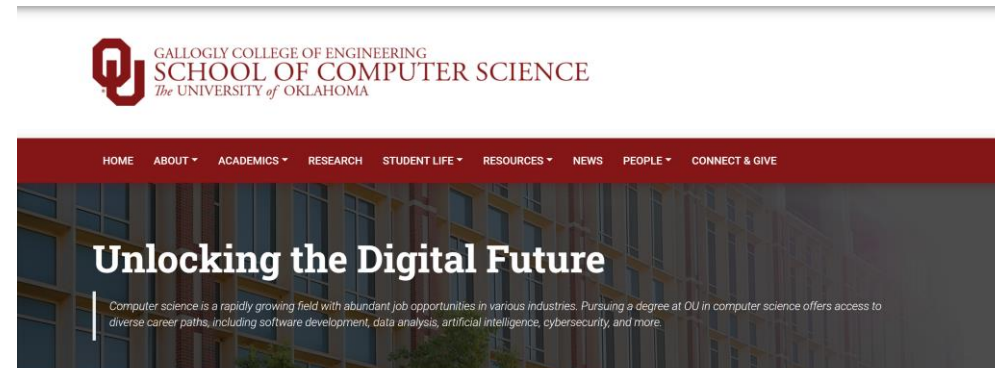 GALLOGLY COLLEGE OF ENGINEERING
SCHOOL OF COMPUTER SCIENCE
The UNIVERSITY of OKLAHOMA
HOME ABOUT ACADEMICS RESEARCH STUDENT LIFE RESOURCES NEWS PEOPLE CONNECT & GIVE
Unlocking the Digital Future
Computer science is a rapidly growing field with abundant job opportunities in various industries. Pursuing a degree at OU in computer science offers access to
diverse career paths, including software development, data analysis, artificial intelligence, cybersecurity, and more.